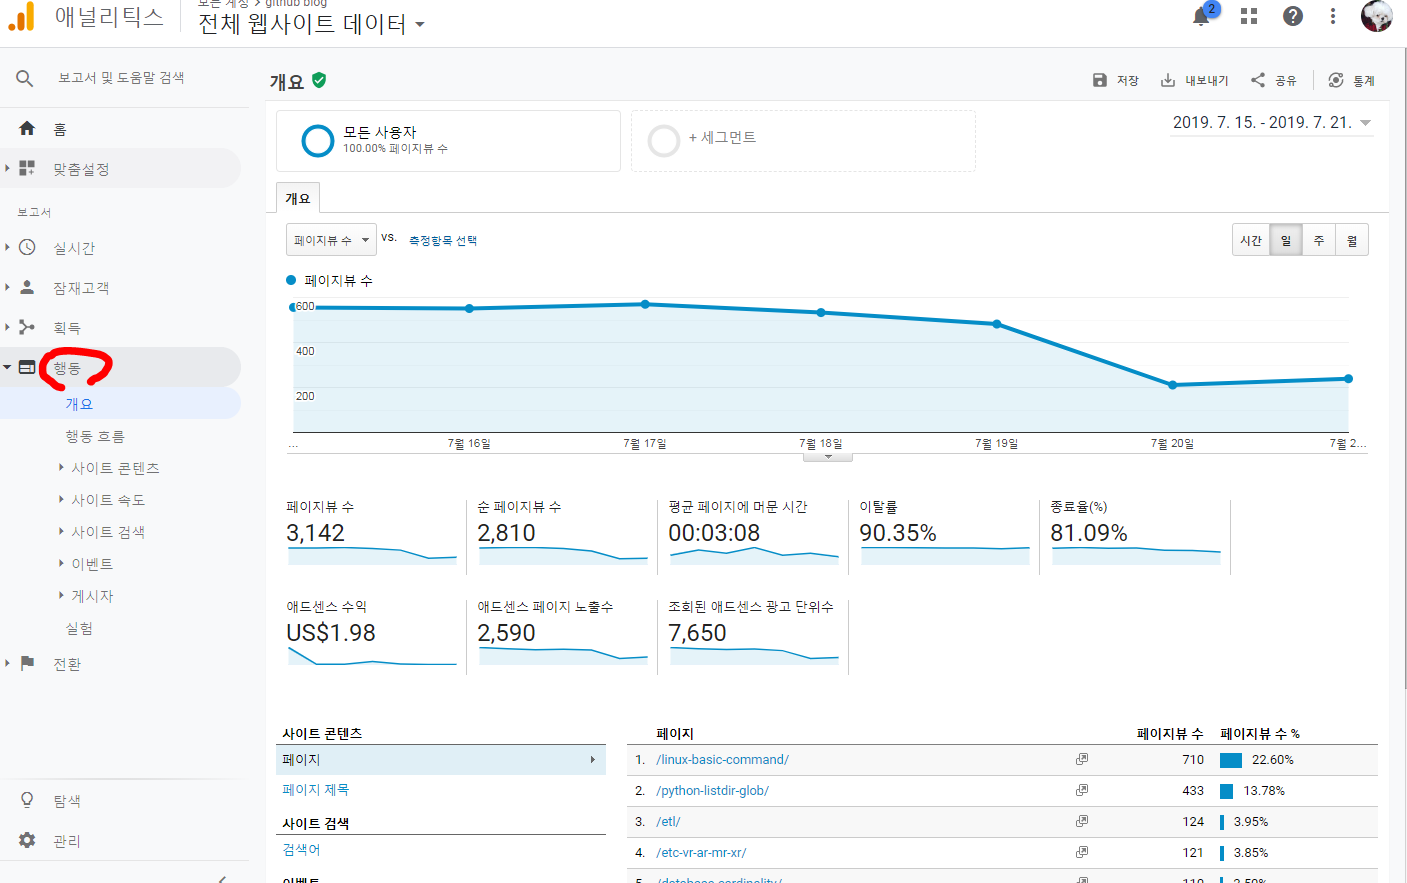 모든 계정 > github blog
애널리틱스
전체 웹사이트 데이터
2
보고서 및 도움말 검색
홈
맞춤설정
보고서
실시간
잠재고객
획득
행동
개요
행동 흐름
사이트 콘텐츠
사이트 속도
사이트 검색
이벤트
게시자
실험
전환
탐색
관리
개요
저장 내보내기 공유 통계
모든 사용자
100.00% 페이지뷰 수
+ 세그먼트
2019. 7. 15. - 2019. 7. 21.
개요
페이지뷰 수 vs. 측정항목 선택
시간 일 주 월
페이지뷰 수
600
400
200
... 7월 16일 7월 17일 7월 18일 7월 19일 7월 20일 7월 2...
페이지뷰 수 순 페이지뷰 수 평균 페이지에 머문 시간 이탈률 종료율(%)
3,142 2,810 00:03:08 90.35% 81.09%
애드센스 수익 애드센스 페이지 노출수 조회된 애드센스 광고 단위수
US$1.98 2,590 7,650
사이트 콘텐츠
페이지
페이지 제목
사이트 검색
검색어
이벤트
페이지 페이지뷰 수 페이지뷰 수 %
1. /linux-basic-command/ 710 22.60%
2. /python-listdir-glob/ 433 13.78%
3. /etl/ 124 3.95%
4. /etc-vr-ar-mr-xr/ 121 3.85%
5. /database-cardinality/ 110 3.50%